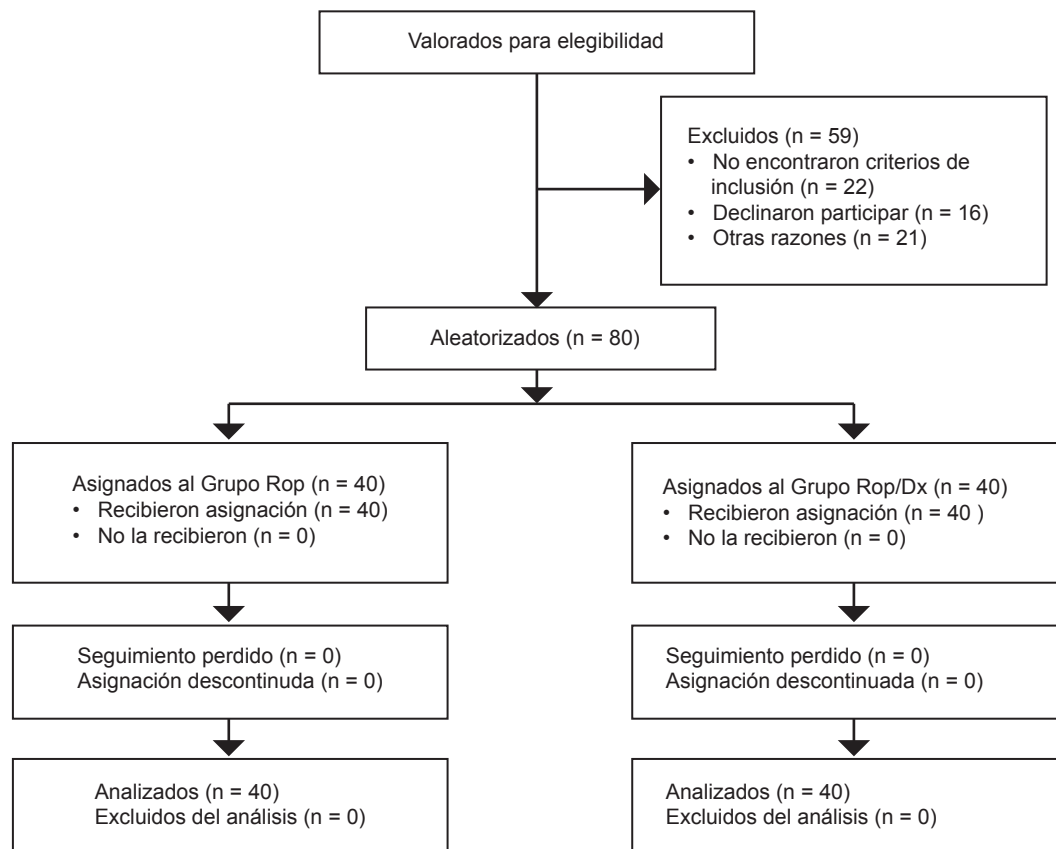 Valorados para elegibilidad
Excluidos (n = 59)
• No encontraron criterios de
inclusión (n = 22)
• Declinaron participar (n = 16)
• Otras razones (n = 21)
Aleatorizados (n = 80)
Asignados al Grupo Rop (n = 40)
• Recibieron asignación (n = 40)
• No la recibieron (n = 0)
Asignados al Grupo Rop/Dx (n = 40)
• Recibieron asignación (n = 40 )
• No la recibieron (n = 0)
Seguimiento perdido (n = 0)
Asignación descontinuda (n = 0)
Seguimiento perdido (n = 0)
Asignación descontinuada (n = 0)
Analizados (n = 40)
Excluidos del análisis (n = 0)
Analizados (n = 40)
Excluidos del análisis (n = 0)